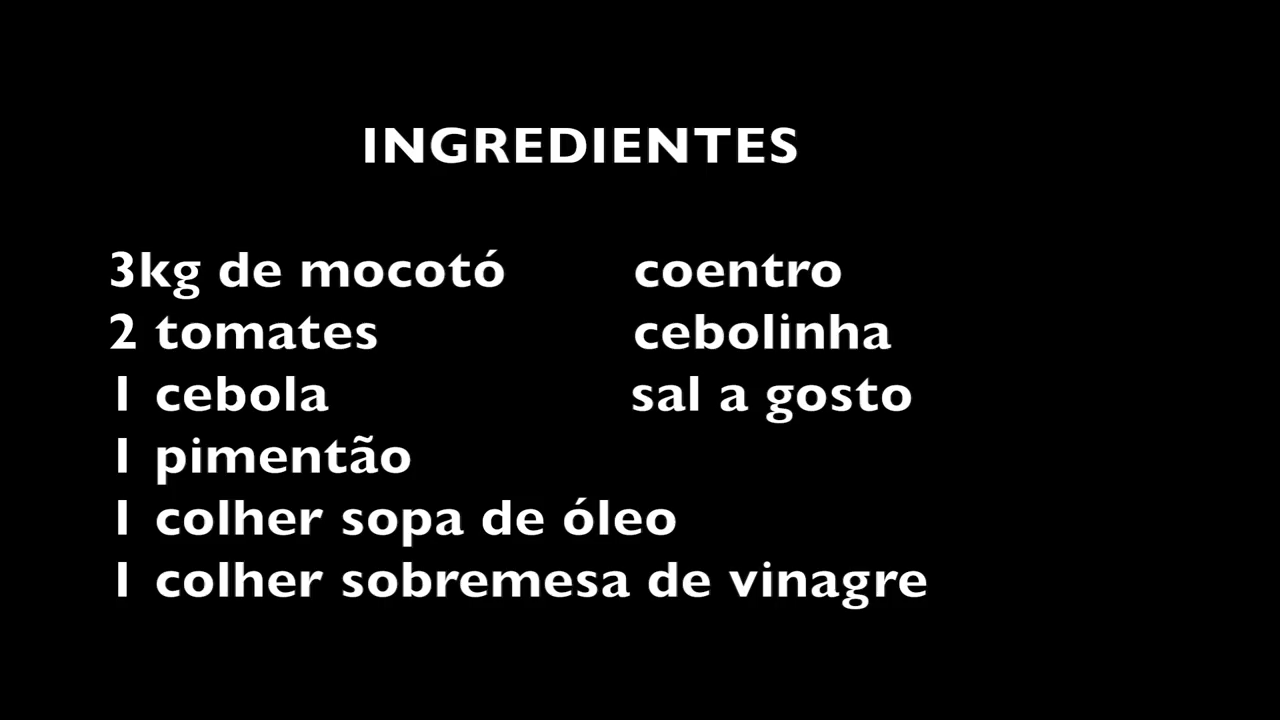 INGREDIENTES
3kg de mocotó
2 tomates
1 cebola
1 pimentão
1 colher sopa de óleo
1 colher sobremesa de vinagre
coentro
cebolinha
sal a gosto